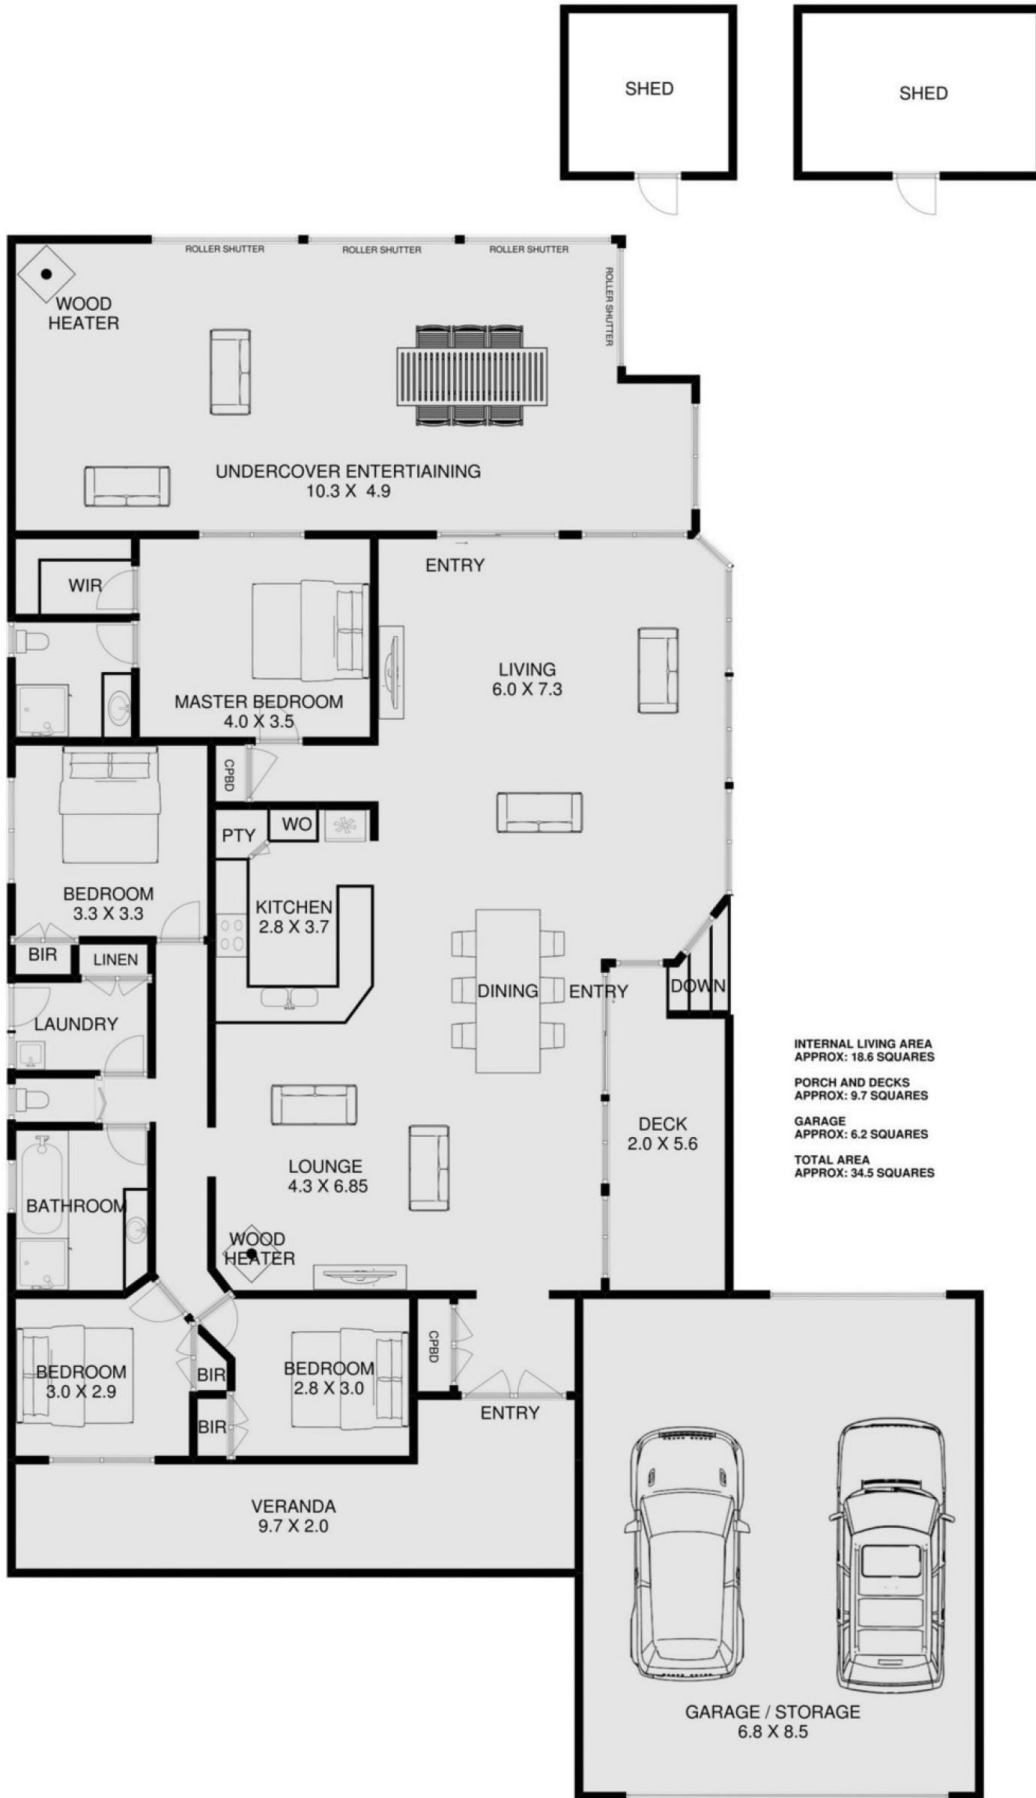 SHED
SHED
ROLLER SHUTTER
ROLLER SHUTTER
ROLLER SHUTTER
ROLLER SHUTTER
WOOD
HEATER
UNDERCOVER ENTERTIAINING
10.3 X 4.9
ENTRY
WIR
MASTER BEDROOM
4.0 X 3.5
LIVING
6.0 X 7.3
CPBD
PTY
WO
BEDROOM
3.3 X 3.3
KITCHEN
2.8 X 3.7
BIR
LINEN
DINING
ENTRY
DOWN
LAUNDRY
INTERNAL LIVING AREA
APPROX: 18.6 SQUARES
PORCH AND DECKS
APPROX: 9.7 SQUARES
GARAGE
APPROX: 6.2 SQUARES
TOTAL AREA
APPROX: 34.5 SQUARES
DECK
2.0 X 5.6
LOUNGE
4.3 X 6.85
BATHROOM
WOOD
HEATER
BEDROOM
3.0 X 2.9
BIR
BIR
BEDROOM
2.8 X 3.0
CPBD
ENTRY
VERANDA
9.7 X 2.0
GARAGE / STORAGE
6.8 X 8.5